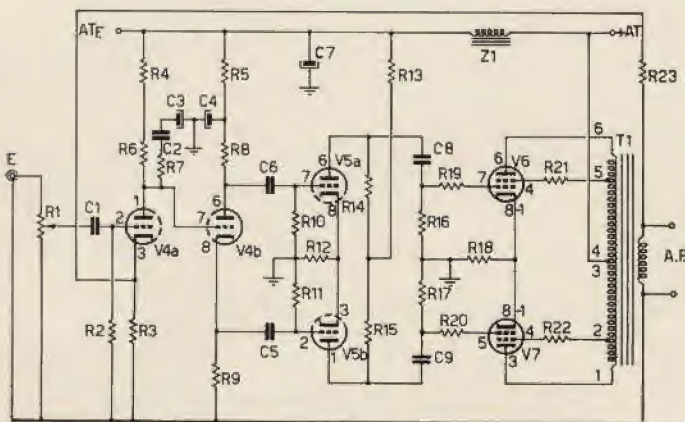 ATE
AT
C7
Z1
R4
R5
R13
R23
C3
C4
C2
R6
R7
R8
C6
V5a
C8
V6
T1
6
6
6
5
E
R1
C1
1
2
3
V4a
6
7
8
V4b
7
8
R14
R19
7
4
8-1
R21
R10
R12
R16
R18
4
3
A.P.
R11
R17
R2
R3
R9
C5
3
2
1
V5b
R15
R20
8-1
5
4
3
V7
R22
2
C9
1